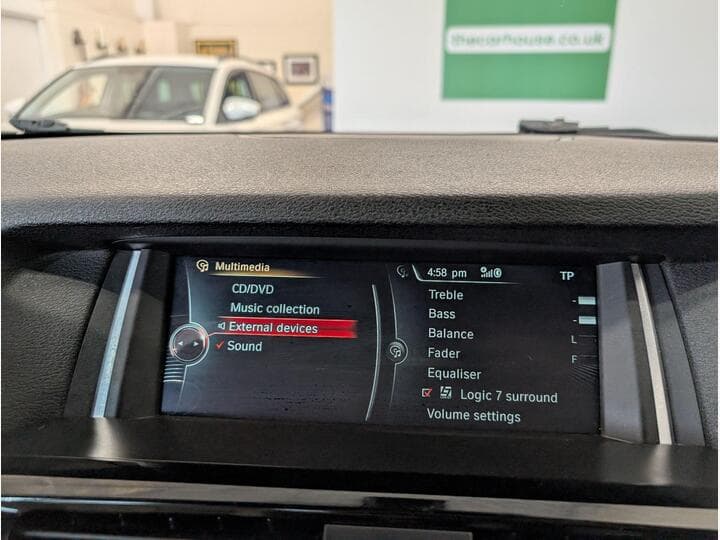 thecarhouse.co.uk
Multimedia
CD/DVD
Music collection
External devices
Sound
4:58 pm
TP
Treble
Bass
Balance
L
Fader
F
Equaliser
Logic 7 surround
Volume settings